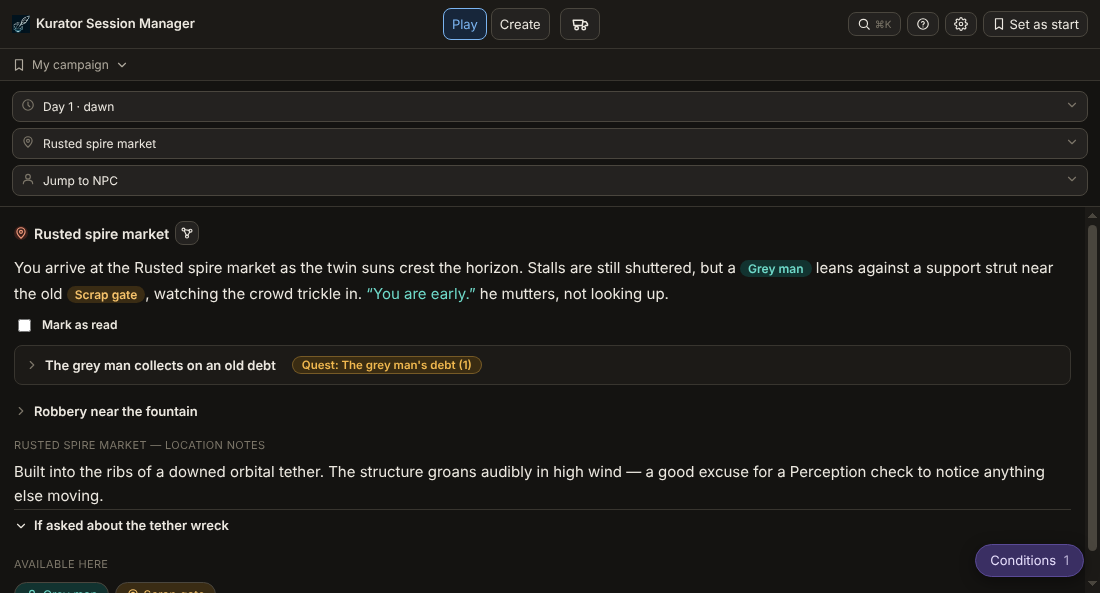 Kurator Session Manager
Play
Create
⌘K
Set as start
My campaign
Day 1 · dawn
Rusted spire market
Jump to NPC
Rusted spire market
You arrive at the Rusted spire market as the twin suns crest the horizon. Stalls are still shuttered, but a Grey man leans against a support strut near
the old Scrap gate, watching the crowd trickle in. “You are early.” he mutters, not looking up.
Mark as read
The grey man collects on an old debt Quest: The grey man's debt (1)
Robbery near the fountain
RUSTED SPIRE MARKET — LOCATION NOTES
Built into the ribs of a downed orbital tether. The structure groans audibly in high wind — a good excuse for a Perception check to notice anything
else moving.
If asked about the tether wreck
Conditions 1
AVAILABLE HERE
Grey man Scrap gate